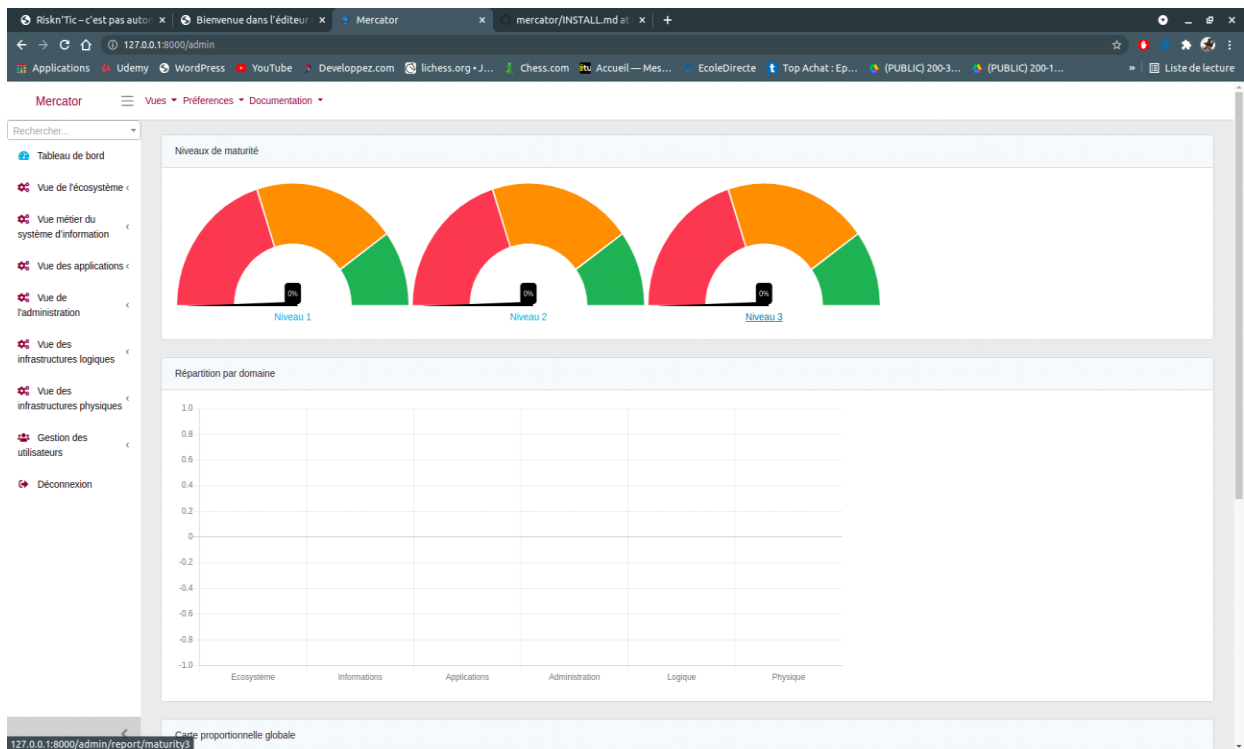 Riskn'Tic – c'est pas autom
Bienvenue dans l'éditeur
Mercator
mercator/INSTALL.md at
127.0.0.1:8000/admin
Applications
Udemy
WordPress
YouTube
Developpez.com
lichess.org • J...
Chess.com
Accueil — Mes...
EcoleDirecte
Top Achat : Ep...
(PUBLIC) 200-3...
(PUBLIC) 200-1...
»
Liste de lecture
Mercator
Vues
Préferences
Documentation
Rechercher...
Tableau de bord
Vue de l'écosystème
Vue métier du
système d'information
Vue des applications
Vue de
l'administration
Vue des
infrastructures logiques
Vue des
infrastructures physiques
Gestion des
utilisateurs
Déconnexion
Niveaux de maturité
0%
0%
0%
Niveau 1
Niveau 2
Niveau 3
Répartition par domaine
1.0
0.8
0.6
0.4
0.2
0
-0.2
-0.4
-0.6
-0.8
-1.0
Ecosystème
Informations
Applications
Administration
Logique
Physique
Carte proportionnelle globale
127.0.0.1:8000/admin/report/maturity3